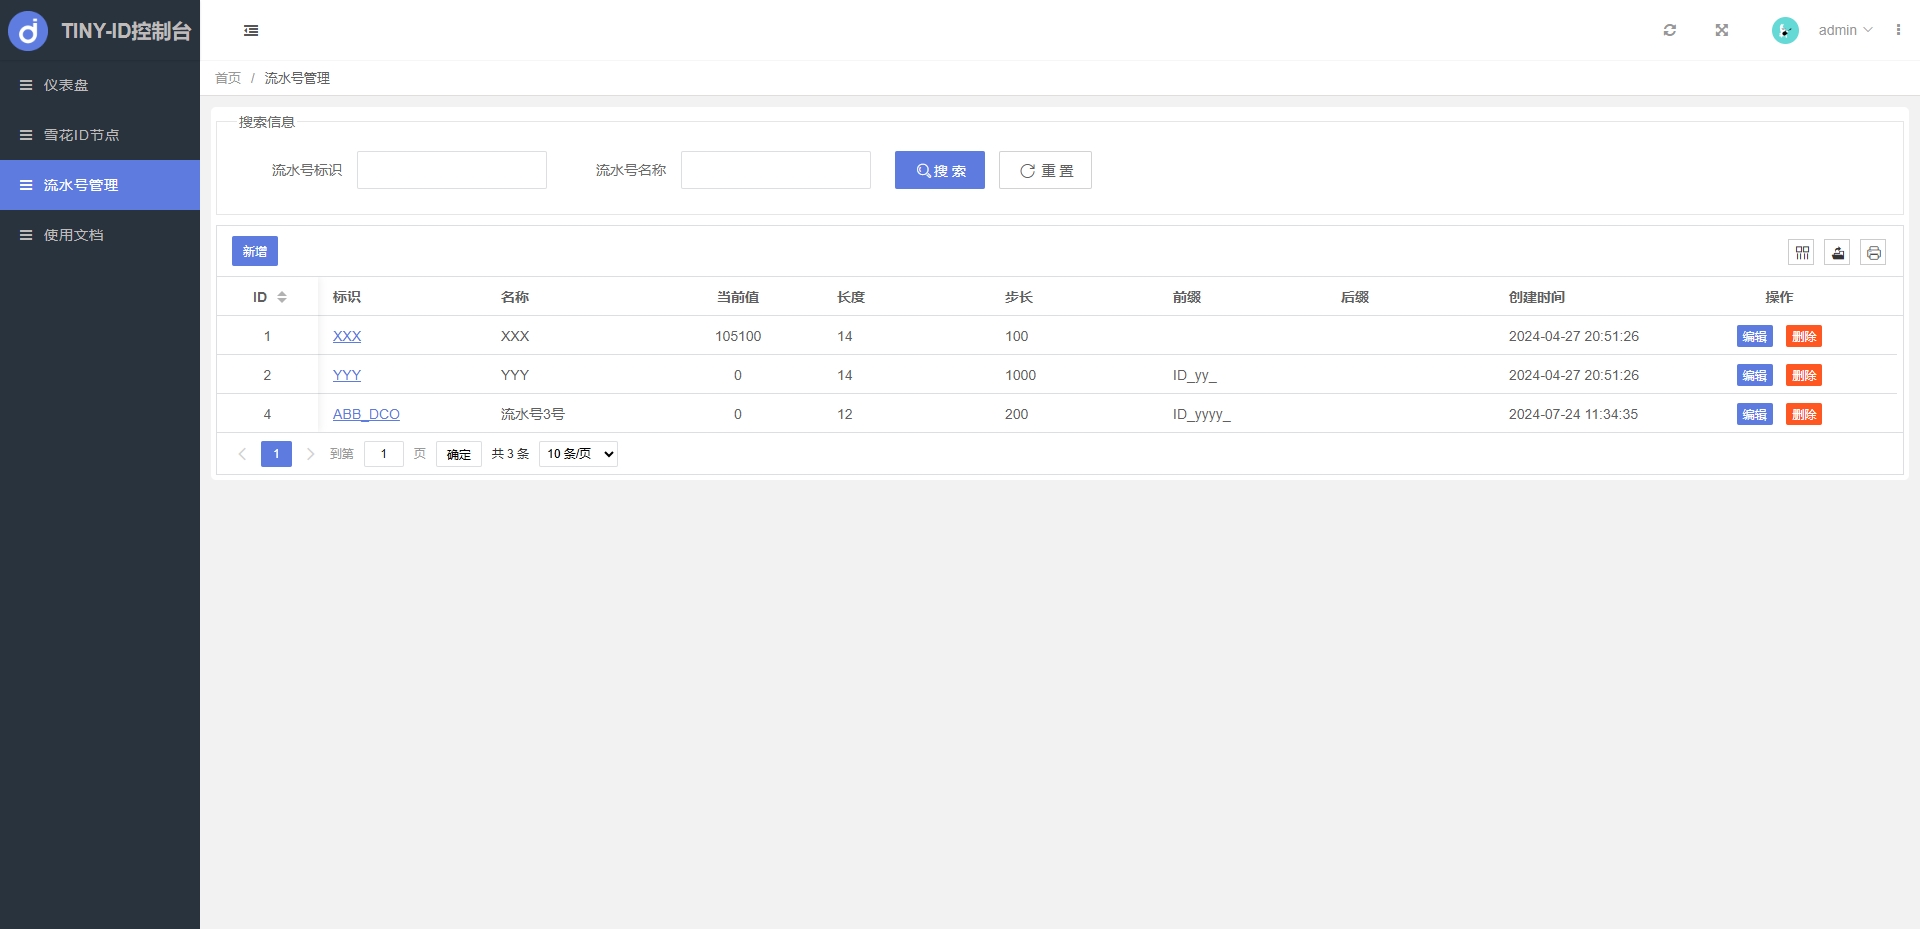 TINY-ID控制台
admin
仪表盘
雪花ID节点
流水号管理
使用文档
首页 / 流水号管理
搜索信息
流水号标识 流水号名称 搜 索 重 置
新增
ID 标识 名称 当前值 长度 步长 前缀 后缀 创建时间 操作
1 XXX XXX 105100 14 100 2024-04-27 20:51:26 编辑 删除
2 YYY YYY 0 14 1000 ID_yy_ 2024-04-27 20:51:26 编辑 删除
4 ABB_DCO 流水号3号 0 12 200 ID_yyyy_ 2024-07-24 11:34:35 编辑 删除
1 到第 1 页 确定 共 3 条 10 条/页